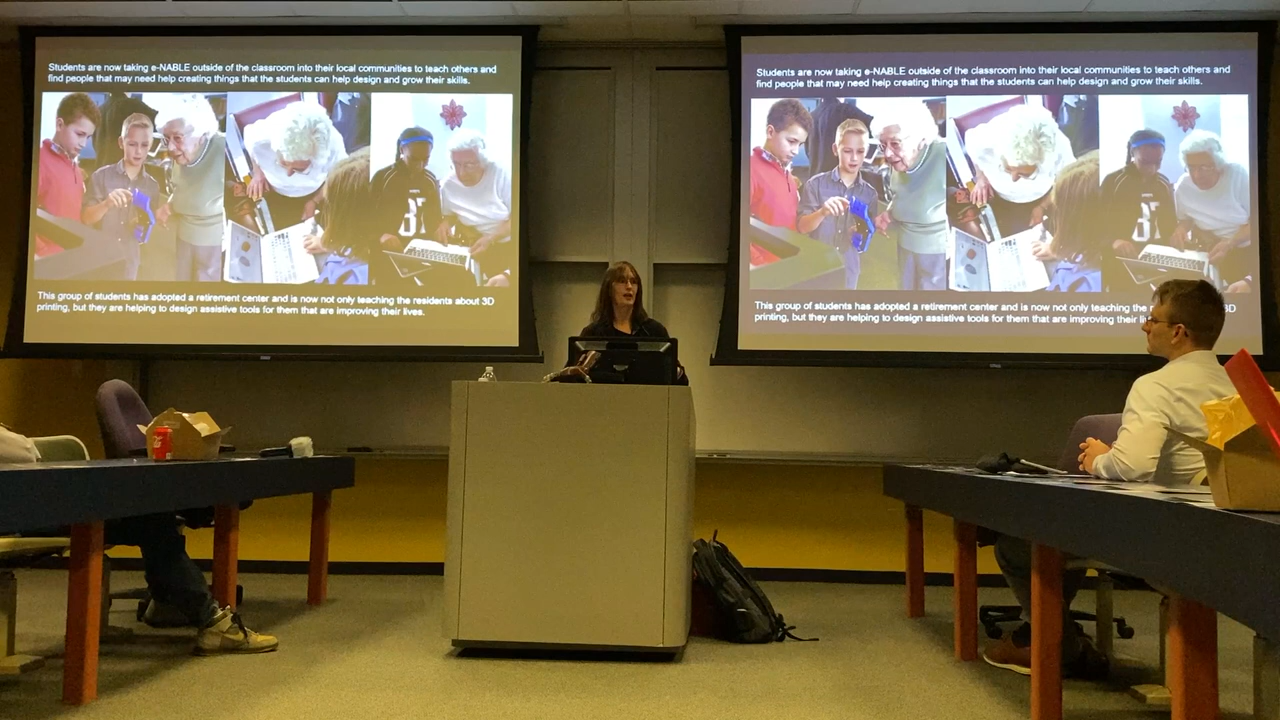 Students are now taking e-NABLE outside of the classroom into their local communities to teach others and
find people that may need help creating things that the students can help design and grow their skills.
This group of students has adopted a retirement center and is now not only teaching the residents about 3D
printing, but they are helping to design assistive tools for them that are improving their lives.
Students are now taking e-NABLE outside of the classroom into their local communities to teach others and
find people that may need help creating things that the students can help design and grow their skills.
This group of students has adopted a retirement center and is now not only teaching the 3D
printing, but they are helping to design assistive tools for them that are improving their